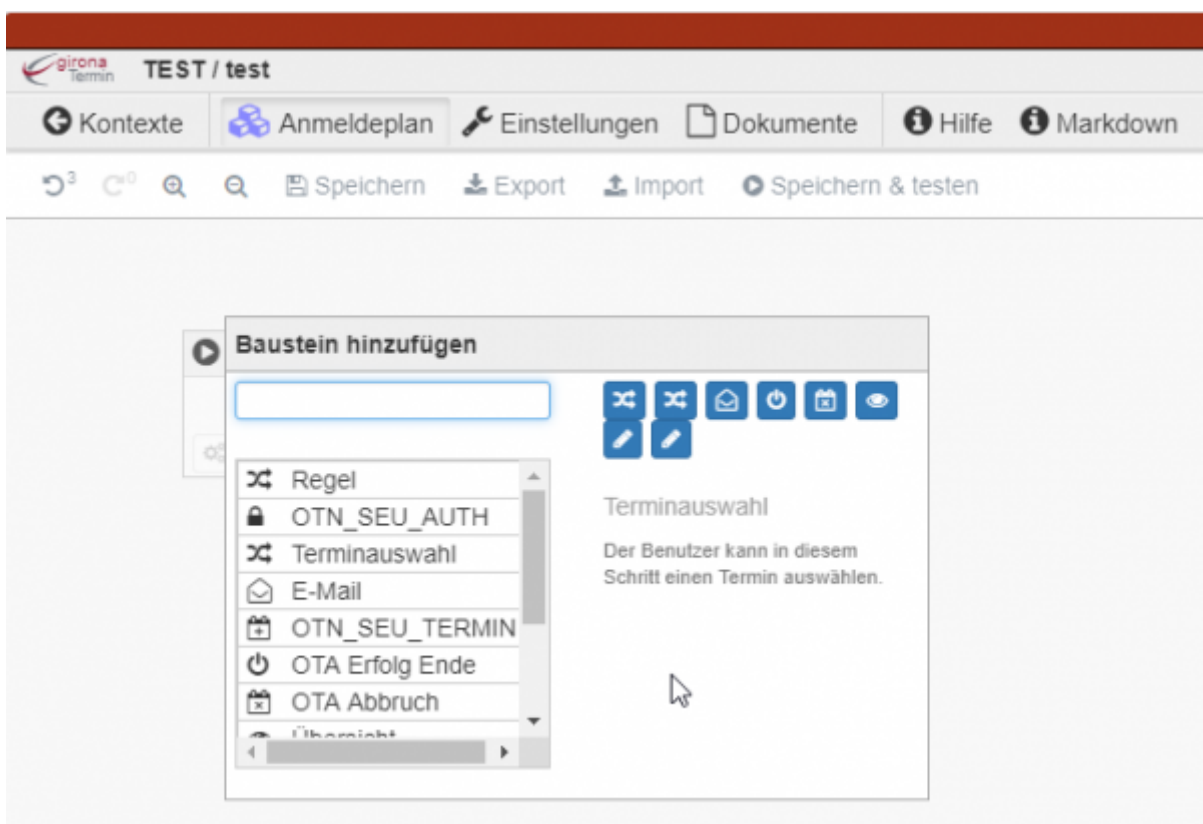 girona
Termin
TEST / test
Kontexte Anmeldeplan Einstellungen Dokumente Hilfe Markdown
3 0 Speichern Export Import Speichern & testen
Baustein hinzufügen
Regel
OTN_SEU_AUTH
Terminauswahl
E-Mail
OTN_SEU_TERMIN
OTA Erfolg Ende
OTA Abbruch
Übersicht
Terminauswahl
Der Benutzer kann in diesem
Schritt einen Termin auswählen.